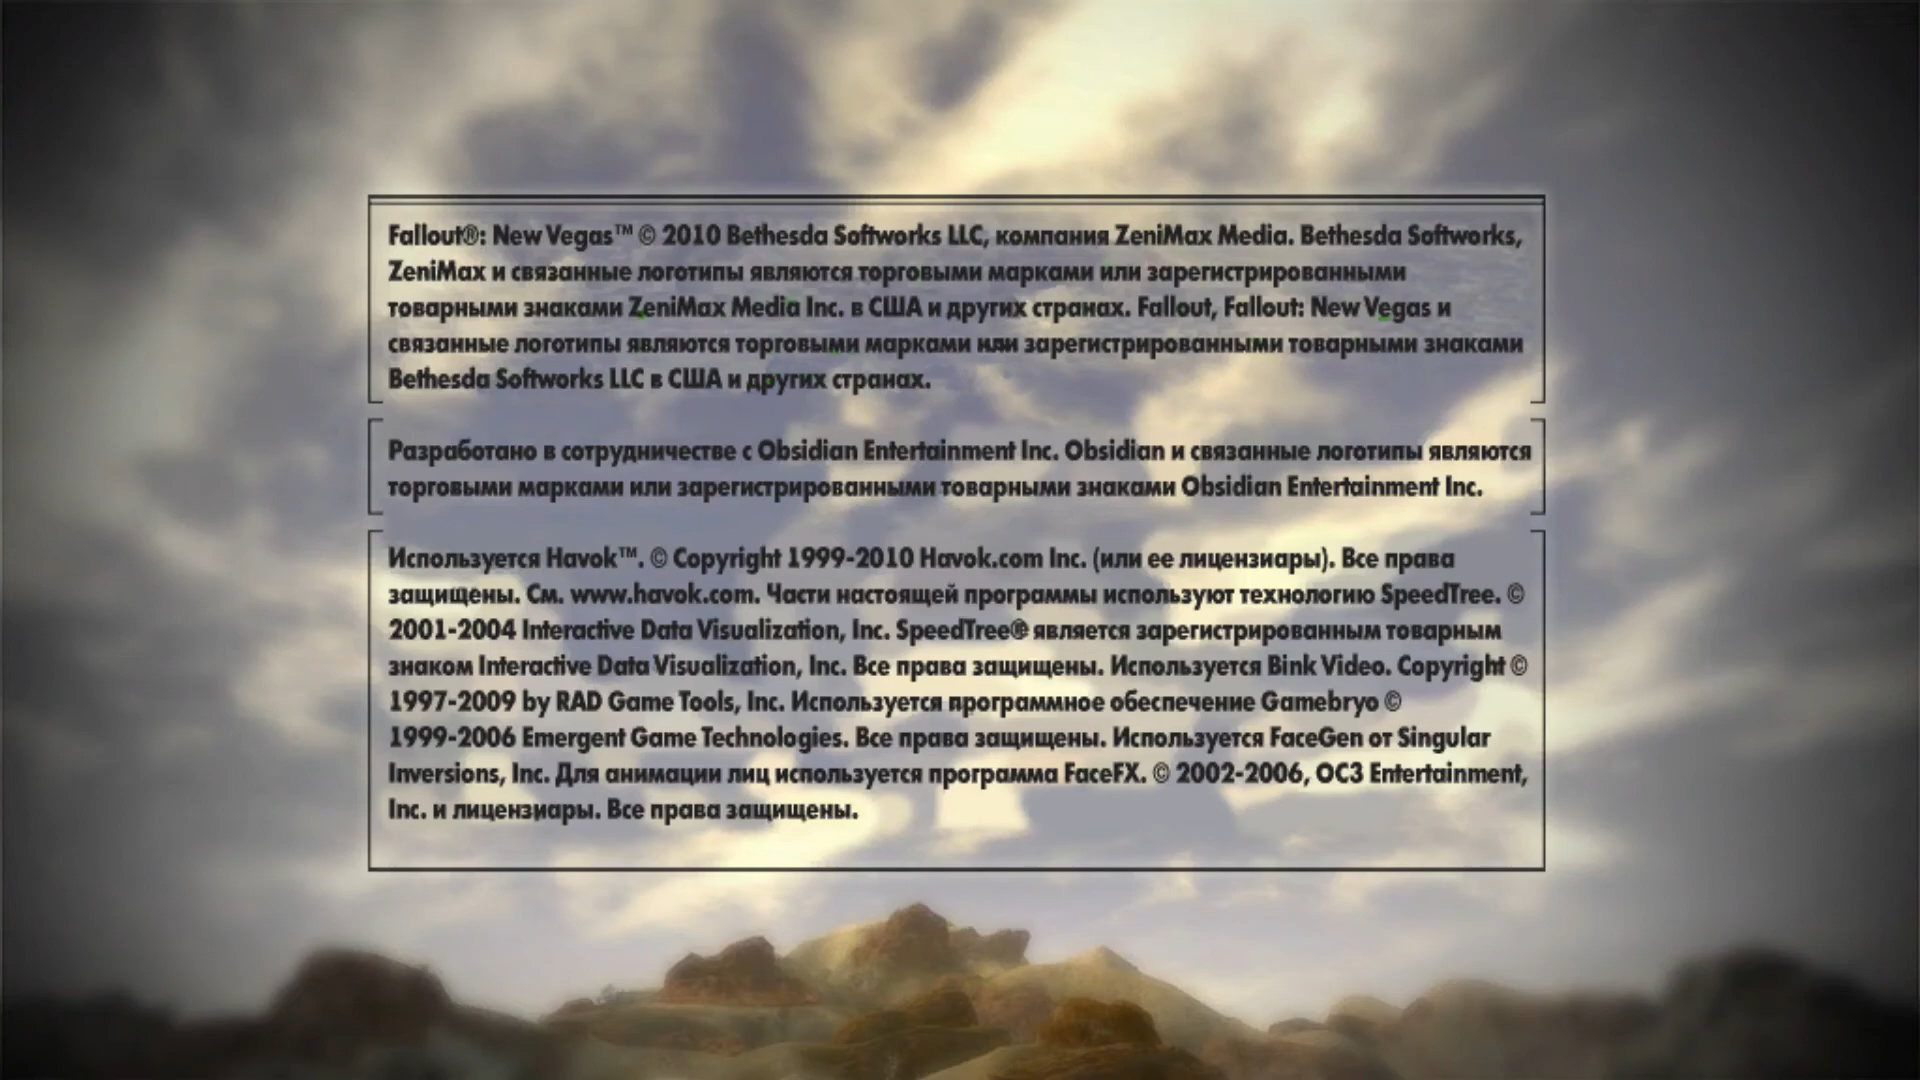 Fallout®: New Vegas™ © 2010 Bethesda Softworks LLC, компания ZeniMax Media. Bethesda Softworks,
ZeniMax и связанные логотипы являются торговыми марками или зарегистрированными
товарными знаками ZeniMax Media Inc. в США и других странах. Fallout, Fallout: New Vegas и
связанные логотипы являются торговыми марками или зарегистрированными товарными знаками
Bethesda Softworks LLC в США и других странах.
Разработано в сотрудничестве с Obsidian Entertainment Inc. Obsidian и связанные логотипы являются
торговыми марками или зарегистрированными товарными знаками Obsidian Entertainment Inc.
Используется Havok™. © Copyright 1999-2010 Havok.com Inc. (или ее лицензиары). Все права
защищены. См. www.havok.com. Части настоящей программы используют технологию SpeedTree. ©
2001-2004 Interactive Data Visualization, Inc. SpeedTree® является зарегистрированным товарным
знаком Interactive Data Visualization, Inc. Все права защищены. Используется Bink Video. Copyright ©
1997-2009 by RAD Game Tools, Inc. Используется программное обеспечение Gamebryo ©
1999-2006 Emergent Game Technologies. Все права защищены. Используется FaceGen от Singular
Inversions, Inc. Для анимации лиц используется программа FaceFX. © 2002-2006, OC3 Entertainment,
Inc. и лицензиары. Все права защищены.